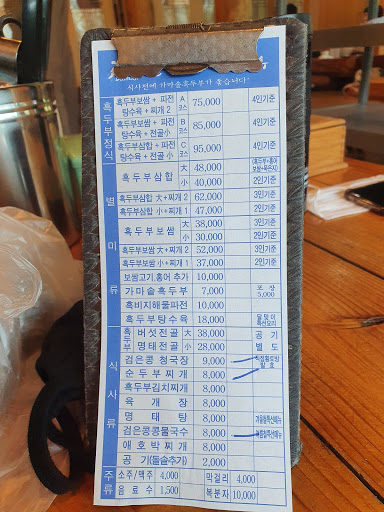 식사전에 가마솥흑두부가 좋습니다!
흑두부정식
흑두부보쌈 + 파전 탕수육 + 찌개 2 A코스 75,000 4인기준
흑두부보쌈 + 파전 탕수육 + 전골 小 B코스 85,000 4인기준
흑두부삼합 + 파전 탕수육 + 전골 小 C코스 95,000 4인기준
별미류
흑두부삼합 大 48,000
小 40,000 2인기준
흑두부삼합 大+찌개 2 62,000 3인기준
흑두부삼합 小+찌개 1 47,000 2인기준
흑두부보쌈 大 38,000 3인기준
小 30,000 2인기준
흑두부보쌈 大+찌개 2 52,000 3인기준
흑두부보쌈 小+찌개 1 37,000 2인기준
보쌈고기,홍어 추가 10,000
가마솥흑두부 7,000 포장 5,000
흑비지해물파전 10,000
흑두부탕수육 18,000
식사류
흑두부 버섯전골 大 38,000 공기
명태전골 小 28,000 별도
검은콩 청국장 9,000
순두부찌개 8,000
흑두부김치찌개 8,000
육개장 8,000
명태탕 8,000
검은콩콩물국수 8,000
애호박찌개 8,000
공기(돌솥추가) 2,000
주류
소주/맥주 4,000 막걸리 4,000
음료수 1,500 복분자 10,000